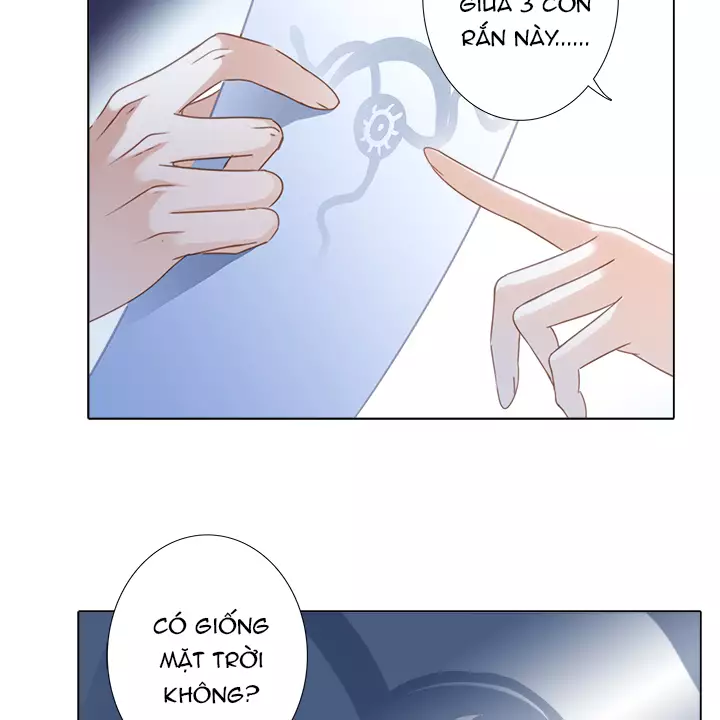 GIỮA 3 CON
RẮN NÀY......
CÓ GIỐNG
MẶT TRỜI
KHÔNG?